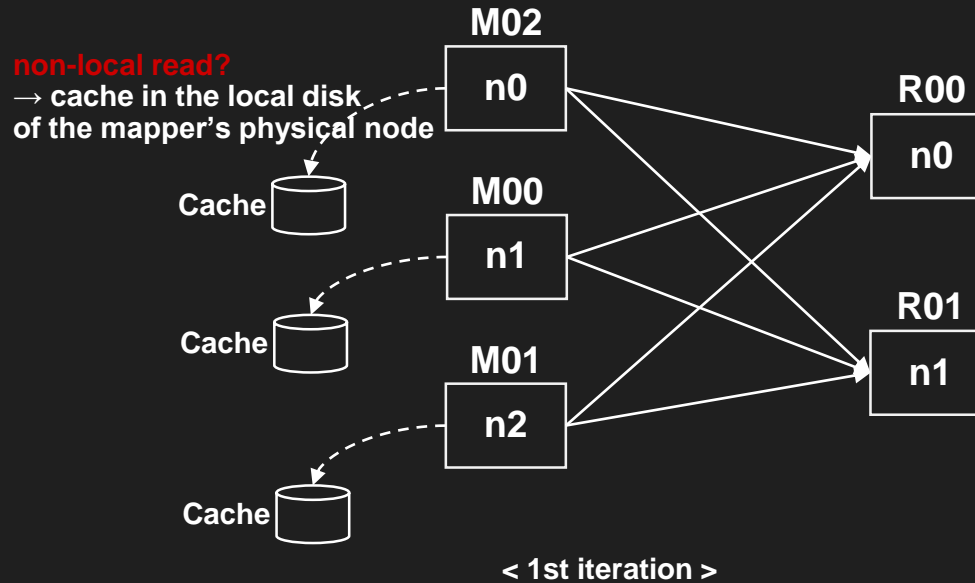 M02
non-local read?
→ cache in the local disk
of the mapper's physical node
n0
R00
n0
Cache
M00
n1
R01
n1
Cache
M01
n2
Cache
< 1st iteration >